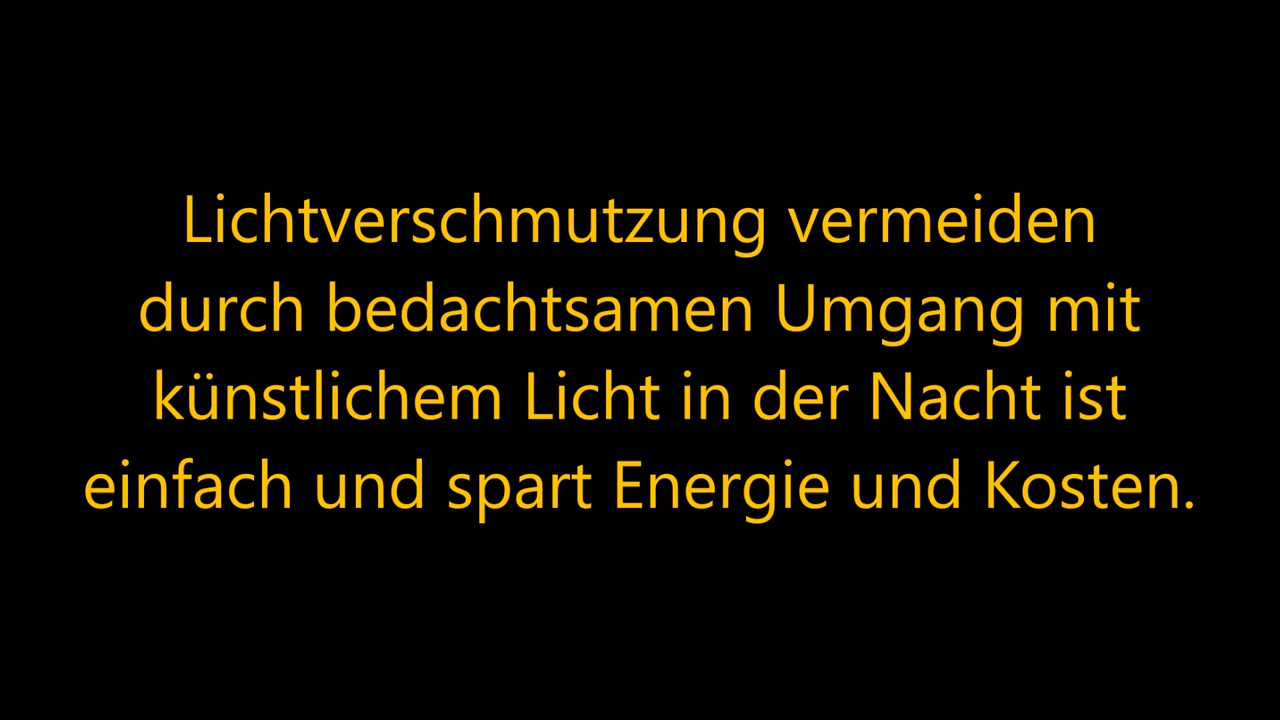 Lichtverschmutzung vermeiden
durch bedachtsamen Umgang mit
künstlichem Licht in der Nacht ist
einfach und spart Energie und Kosten.